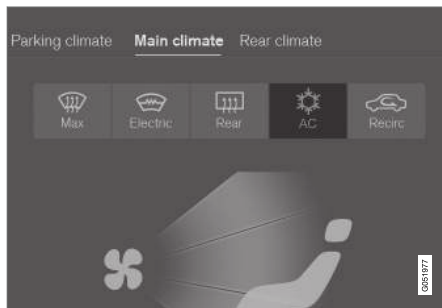 Parking climate Main climate Rear climate
Max Electric Rear AC Recirc
G051977